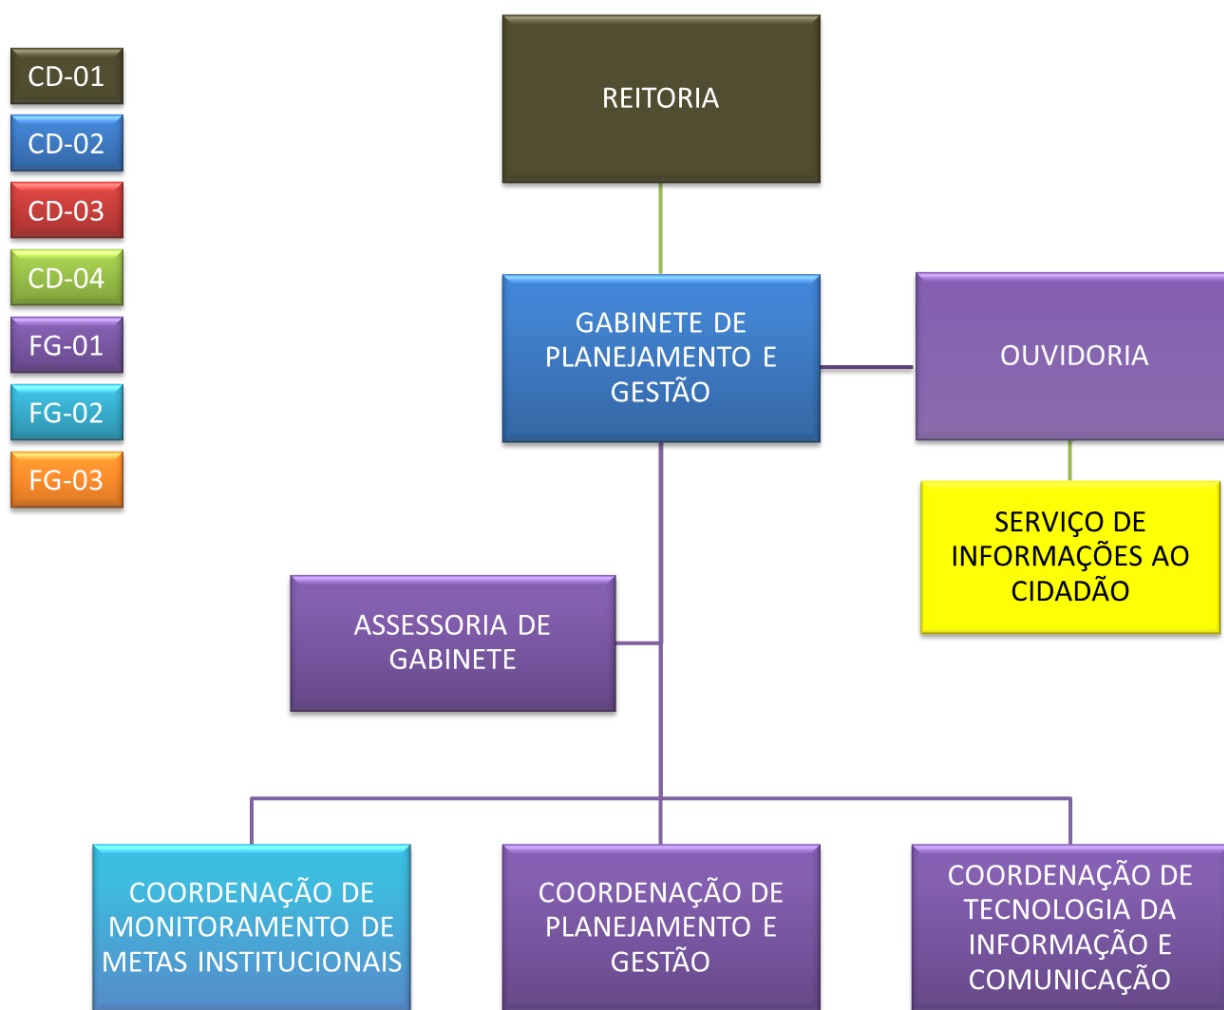 CD-01
CD-02
CD-03
CD-04
FG-01
FG-02
FG-03
REITORIA
GABINETE DE
PLANEJAMENTO E
GESTÃO
OUVIDORIA
SERVIÇO DE
INFORMAÇÕES AO
CIDADÃO
ASSESSORIA DE
GABINETE
COORDENAÇÃO DE
MONITORAMENTO DE
METAS INSTITUCIONAIS
COORDENAÇÃO DE
PLANEJAMENTO E
GESTÃO
COORDENAÇÃO DE
TECNOLOGIA DA
INFORMAÇÃO E
COMUNICAÇÃO